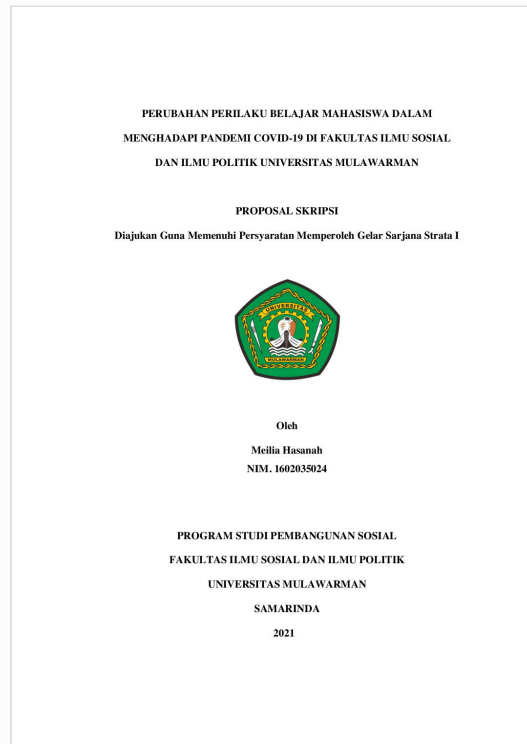 PERUBAHAN PERILAKU BELAJAR MAHASISWA DALAM
MENGHADAPI PANDEMI COVID-19 DI FAKULTAS ILMU SOSIAL
DAN ILMU POLITIK UNIVERSITAS MULAWARMAN
PROPOSAL SKRIPSI
Diajukan Guna Memenuhi Persyaratan Memperoleh Gelar Sarjana Strata I
UNIVERSITAS
MULAWARMAN
Oleh
Meilia Hasanah
NIM. 1602035024
PROGRAM STUDI PEMBANGUNAN SOSIAL
FAKULTAS ILMU SOSIAL DAN ILMU POLITIK
UNIVERSITAS MULAWARMAN
SAMARINDA
2021